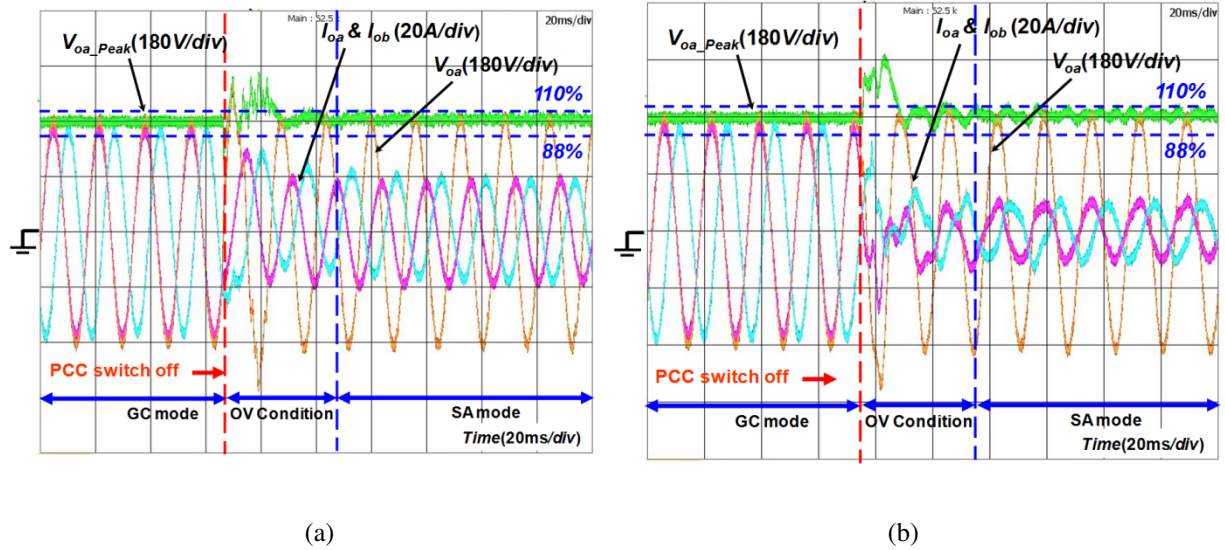 Main : 52.5 k
20ms/div
Voa_Peak(180V/div)
Ioa & Iob (20A/div)
Voa(180V/div)
110%
88%
PCC switch off
GC mode
OV Condition
SA mode
Time(20ms/div)
(a)
Main : 52.5 k
20ms/div
Voa_Peak(180V/div)
Ioa & Iob (20A/div)
Voa(180V/div)
110%
88%
PCC switch off
GC mode
OV Condition
SA mode
Time(20ms/div)
(b)